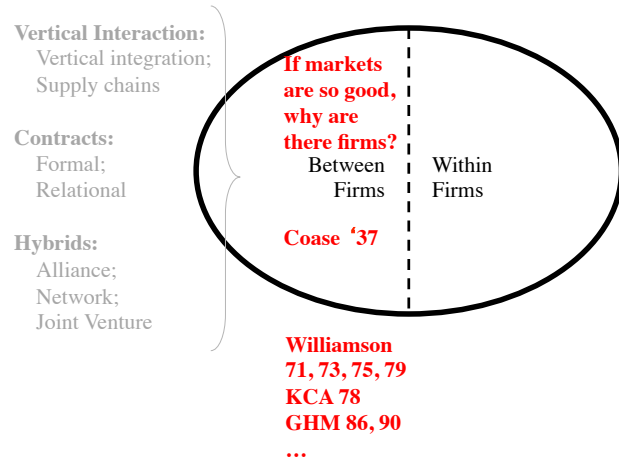 Vertical Interaction:
Vertical integration;
Supply chains
Contracts:
Formal;
Relational
Hybrids:
Alliance;
Network;
Joint Venture
If markets
are so good,
why are
there firms?
Between
Firms
Within
Firms
Coase ‘37
Williamson
71, 73, 75, 79
KCA 78
GHM 86, 90
…